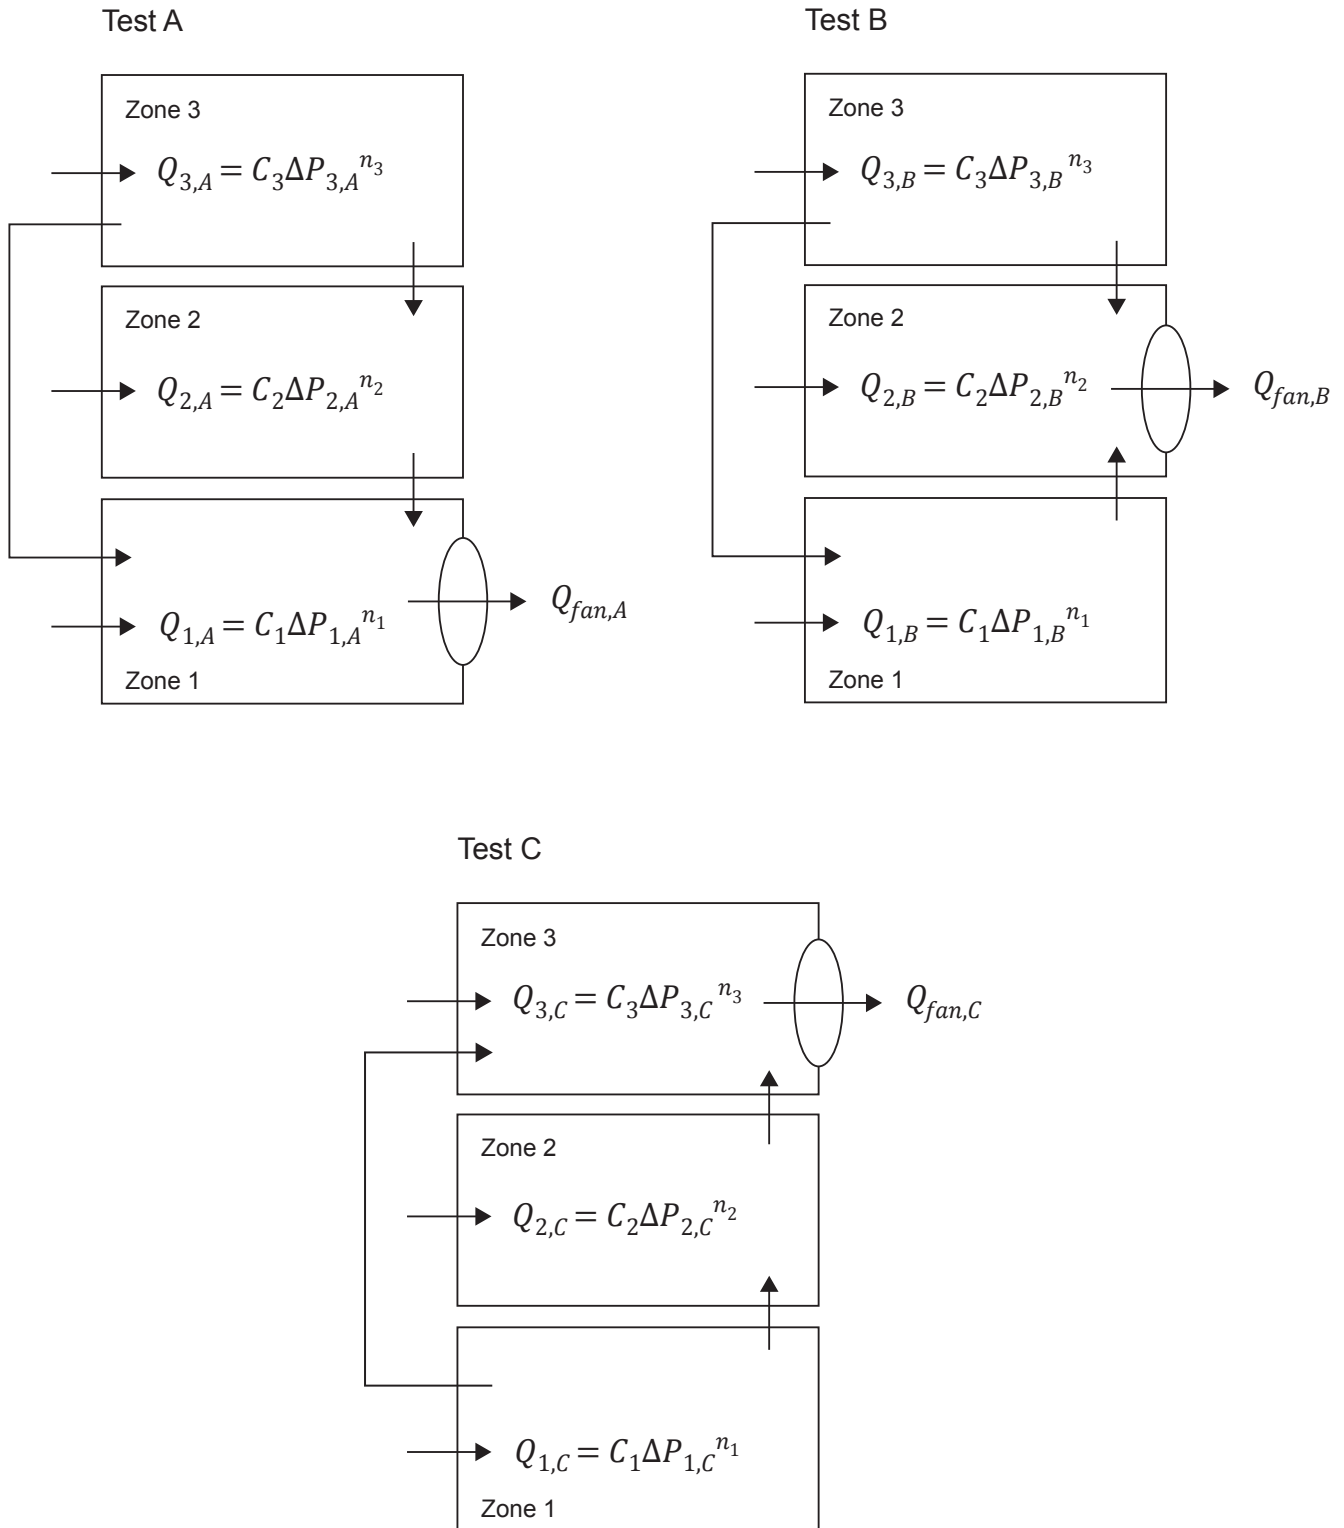 Test A
Zone 3
Q_{3,A} = C_3 ΔP_{3,A}^{n_3}
Zone 2
Q_{2,A} = C_2 ΔP_{2,A}^{n_2}
Q_{fan,A}
Q_{1,A} = C_1 ΔP_{1,A}^{n_1}
Zone 1
Test B
Zone 3
Q_{3,B} = C_3 ΔP_{3,B}^{n_3}
Zone 2
Q_{2,B} = C_2 ΔP_{2,B}^{n_2}
Q_{fan,B}
Q_{1,B} = C_1 ΔP_{1,B}^{n_1}
Zone 1
Test C
Zone 3
Q_{3,C} = C_3 ΔP_{3,C}^{n_3}
Q_{fan,C}
Zone 2
Q_{2,C} = C_2 ΔP_{2,C}^{n_2}
Q_{1,C} = C_1 ΔP_{1,C}^{n_1}
Zone 1